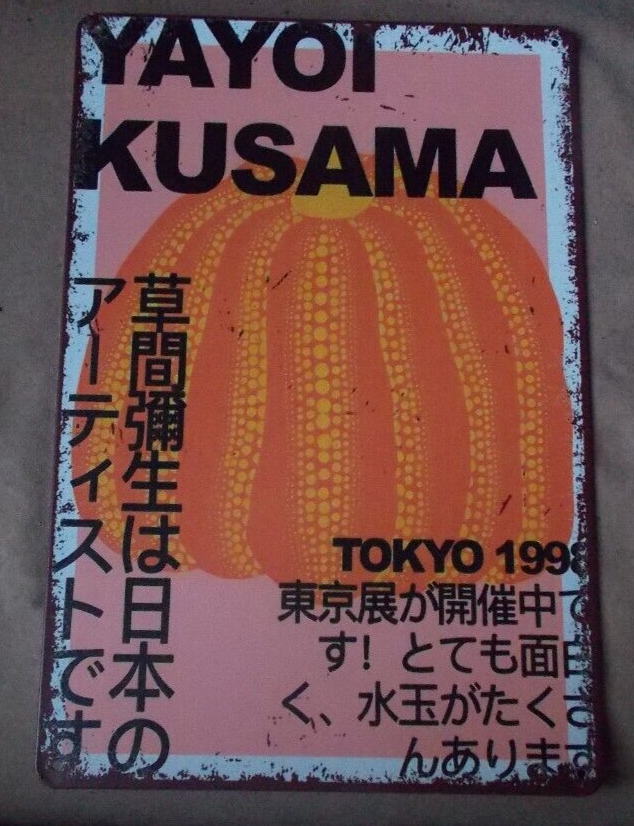 YAYOI
KUSAMA
草間彌生は日本の
アーティストです
TOKYO 1998
東京展が開催中で
す! とても面白
く、水玉がたくさ
んあります